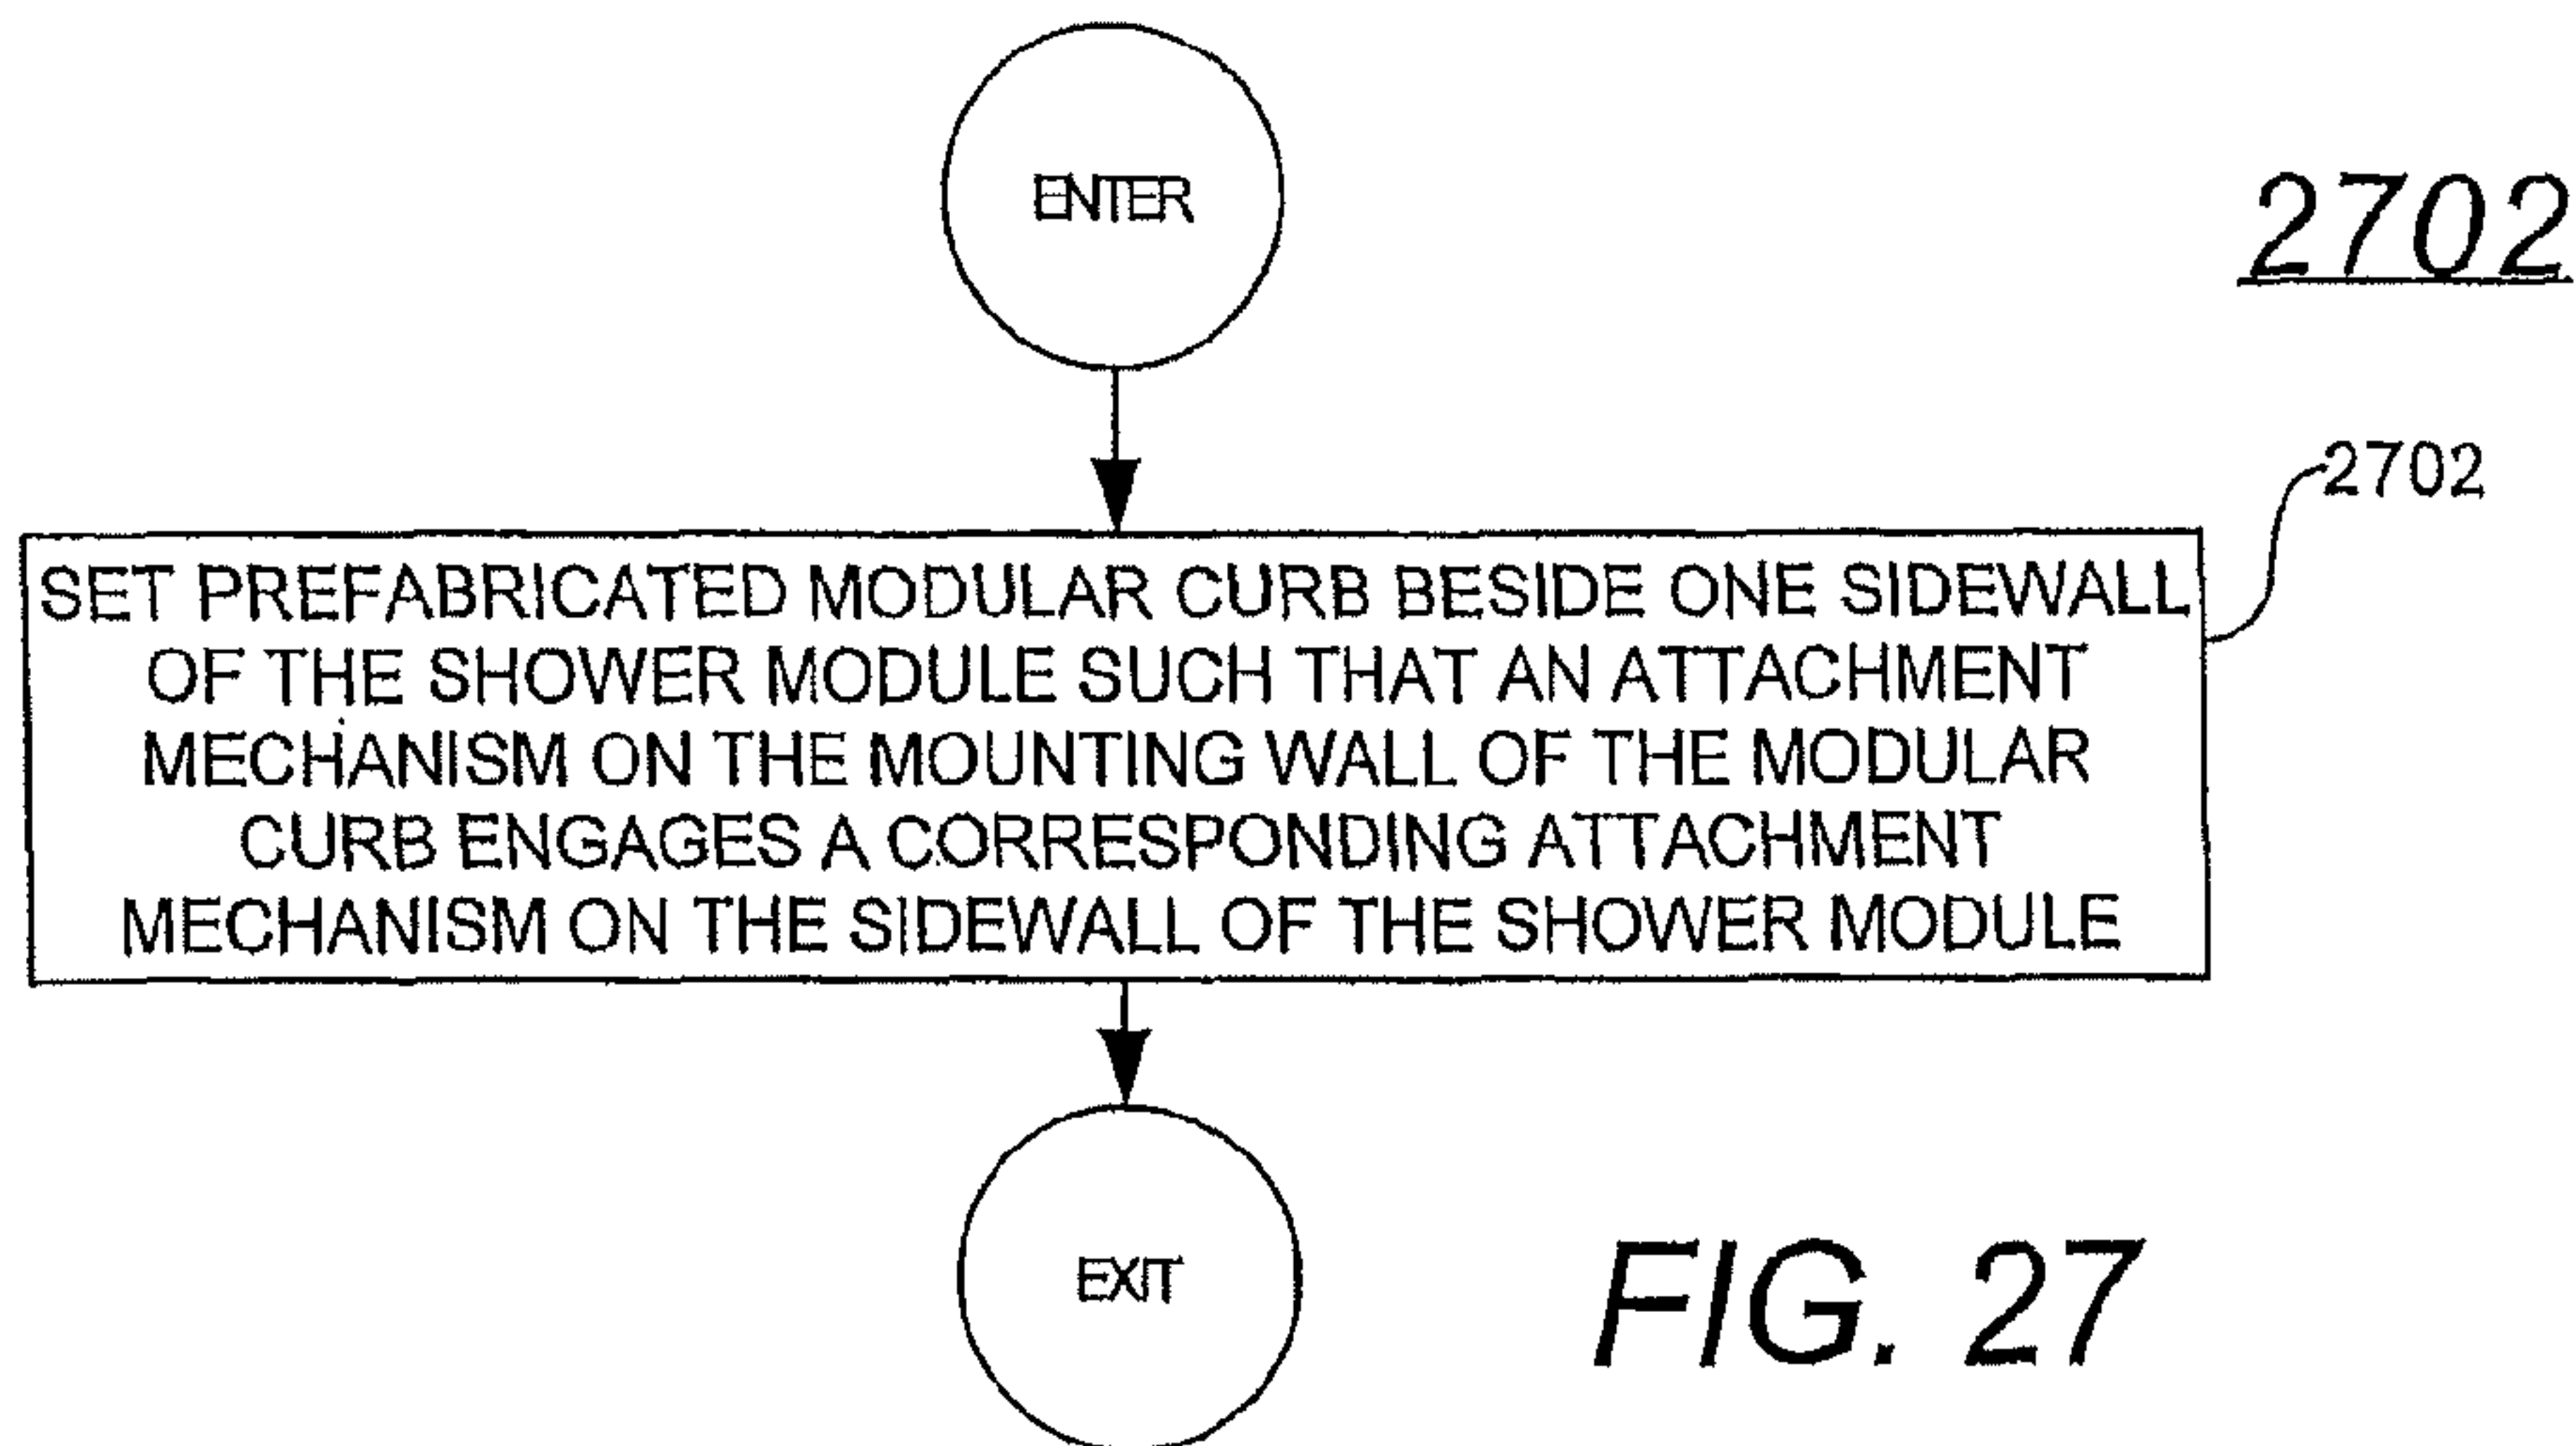 ENTER
2702
2702
SET PREFABRICATED MODULAR CURB BESIDE ONE SIDEWALL
OF THE SHOWER MODULE SUCH THAT AN ATTACHMENT
MECHANISM ON THE MOUNTING WALL OF THE MODULAR
CURB ENGAGES A CORRESPONDING ATTACHMENT
MECHANISM ON THE SIDEWALL OF THE SHOWER MODULE
EXIT
FIG. 27